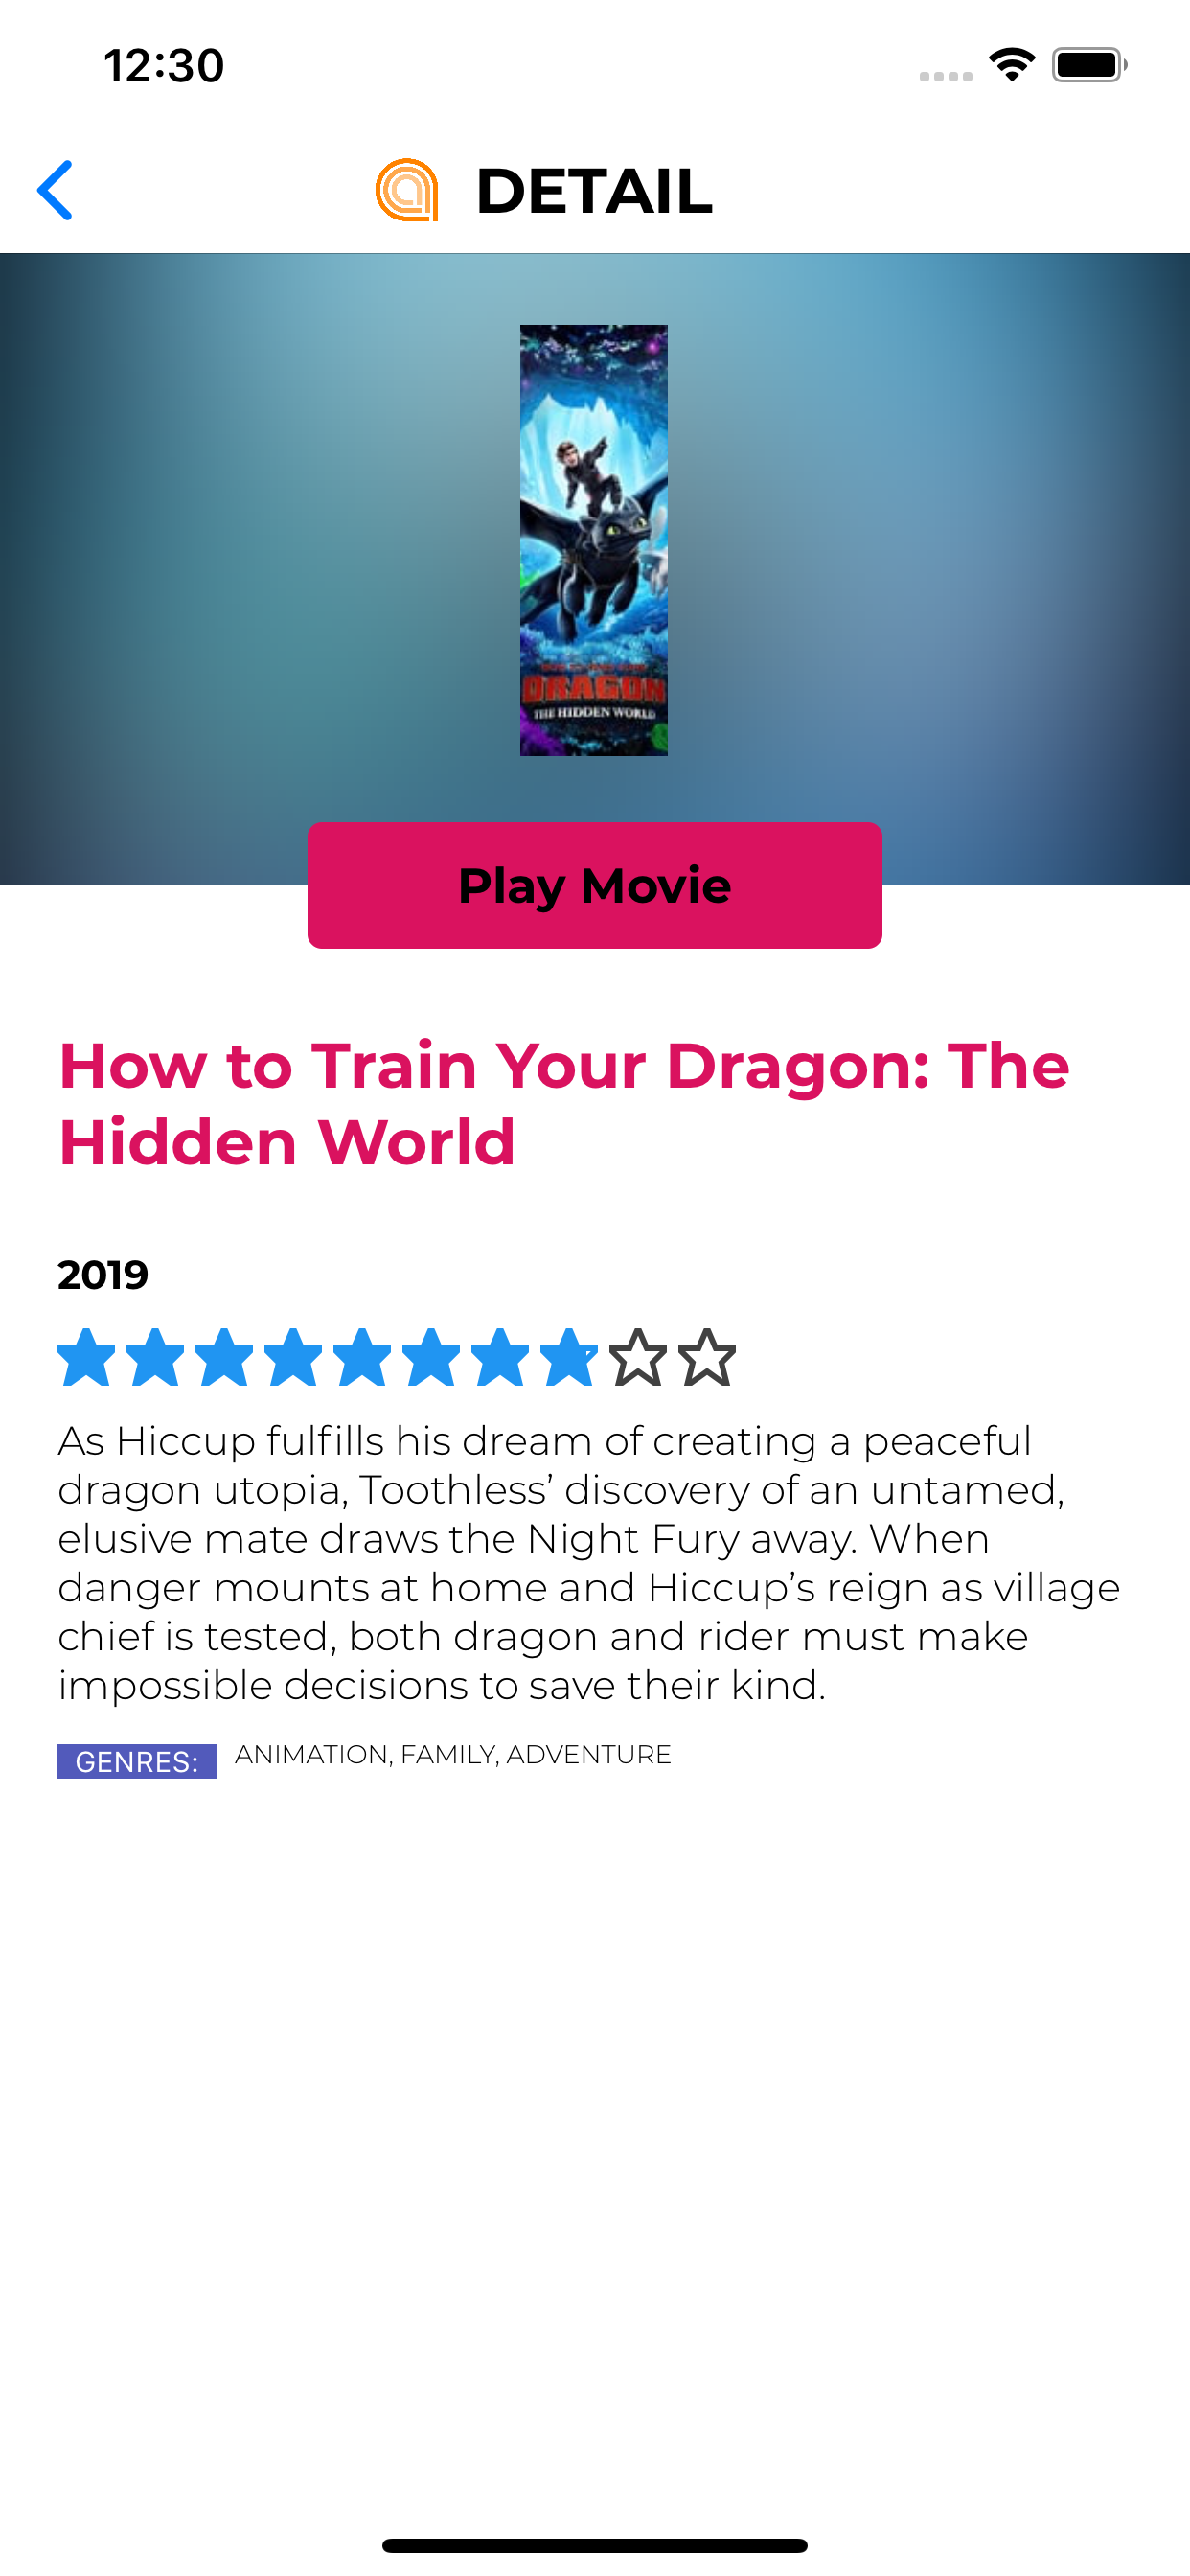 12:30
DETAIL
DRAGON
THE HIDDEN WORLD
Play Movie
How to Train Your Dragon: The
Hidden World
2019
As Hiccup fulfills his dream of creating a peaceful
dragon utopia, Toothless’ discovery of an untamed,
elusive mate draws the Night Fury away. When
danger mounts at home and Hiccup’s reign as village
chief is tested, both dragon and rider must make
impossible decisions to save their kind.
GENRES: ANIMATION, FAMILY, ADVENTURE